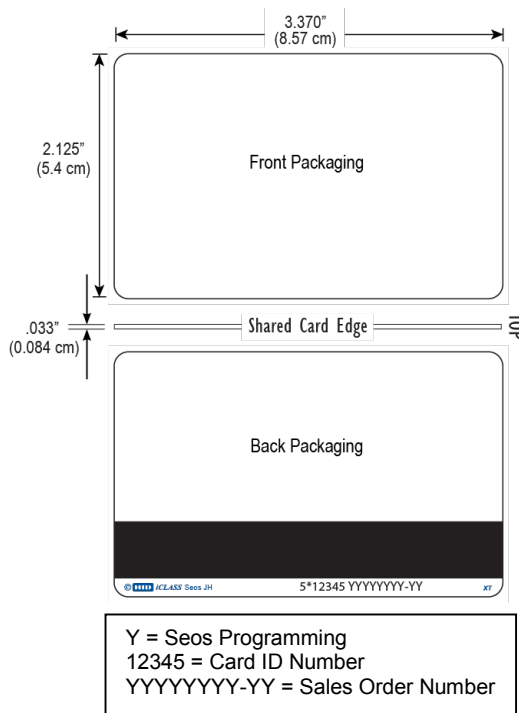 3.370”
(8.57 cm)
2.125”
(5.4 cm)
Front Packaging
.033”
(0.084 cm)
Shared Card Edge
TOP
Back Packaging
© HID iCLASS Seos JH
5*12345 YYYYYYYY-YY
XT
Y = Seos Programming
12345 = Card ID Number
YYYYYYYY-YY = Sales Order Number